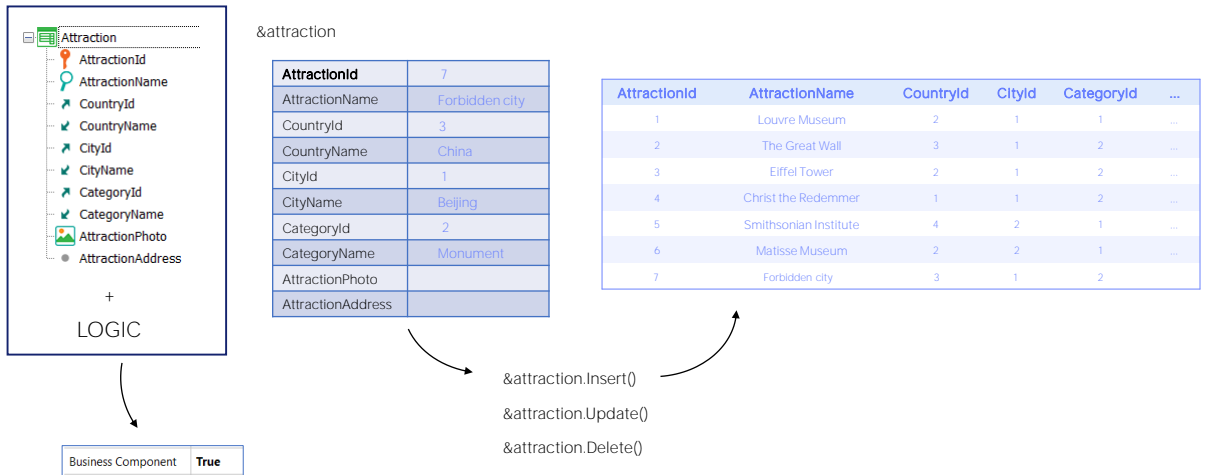 Attraction
AttractionId
AttractionName
CountryId
CountryName
CityId
CityName
CategoryId
CategoryName
AttractionPhoto
AttractionAddress
+
LOGIC
Business Component True
&attraction
AttractionId 7
AttractionName Forbidden city
CountryId 3
CountryName China
CityId 1
CityName Beijing
CategoryId 2
CategoryName Monument
AttractionPhoto
AttractionAddress
&attraction.Insert()
&attraction.Update()
&attraction.Delete()
AttractionId AttractionName CountryId CityId CategoryId ...
1 Louvre Museum 2 1 1 ...
2 The Great Wall 3 1 2 ...
3 Eiffel Tower 2 1 2 ...
4 Christ the Redemmer 1 1 2 ...
5 Smithsonian Institute 4 2 1 ...
6 Matisse Museum 2 2 1 ...
7 Forbidden city 3 1 2